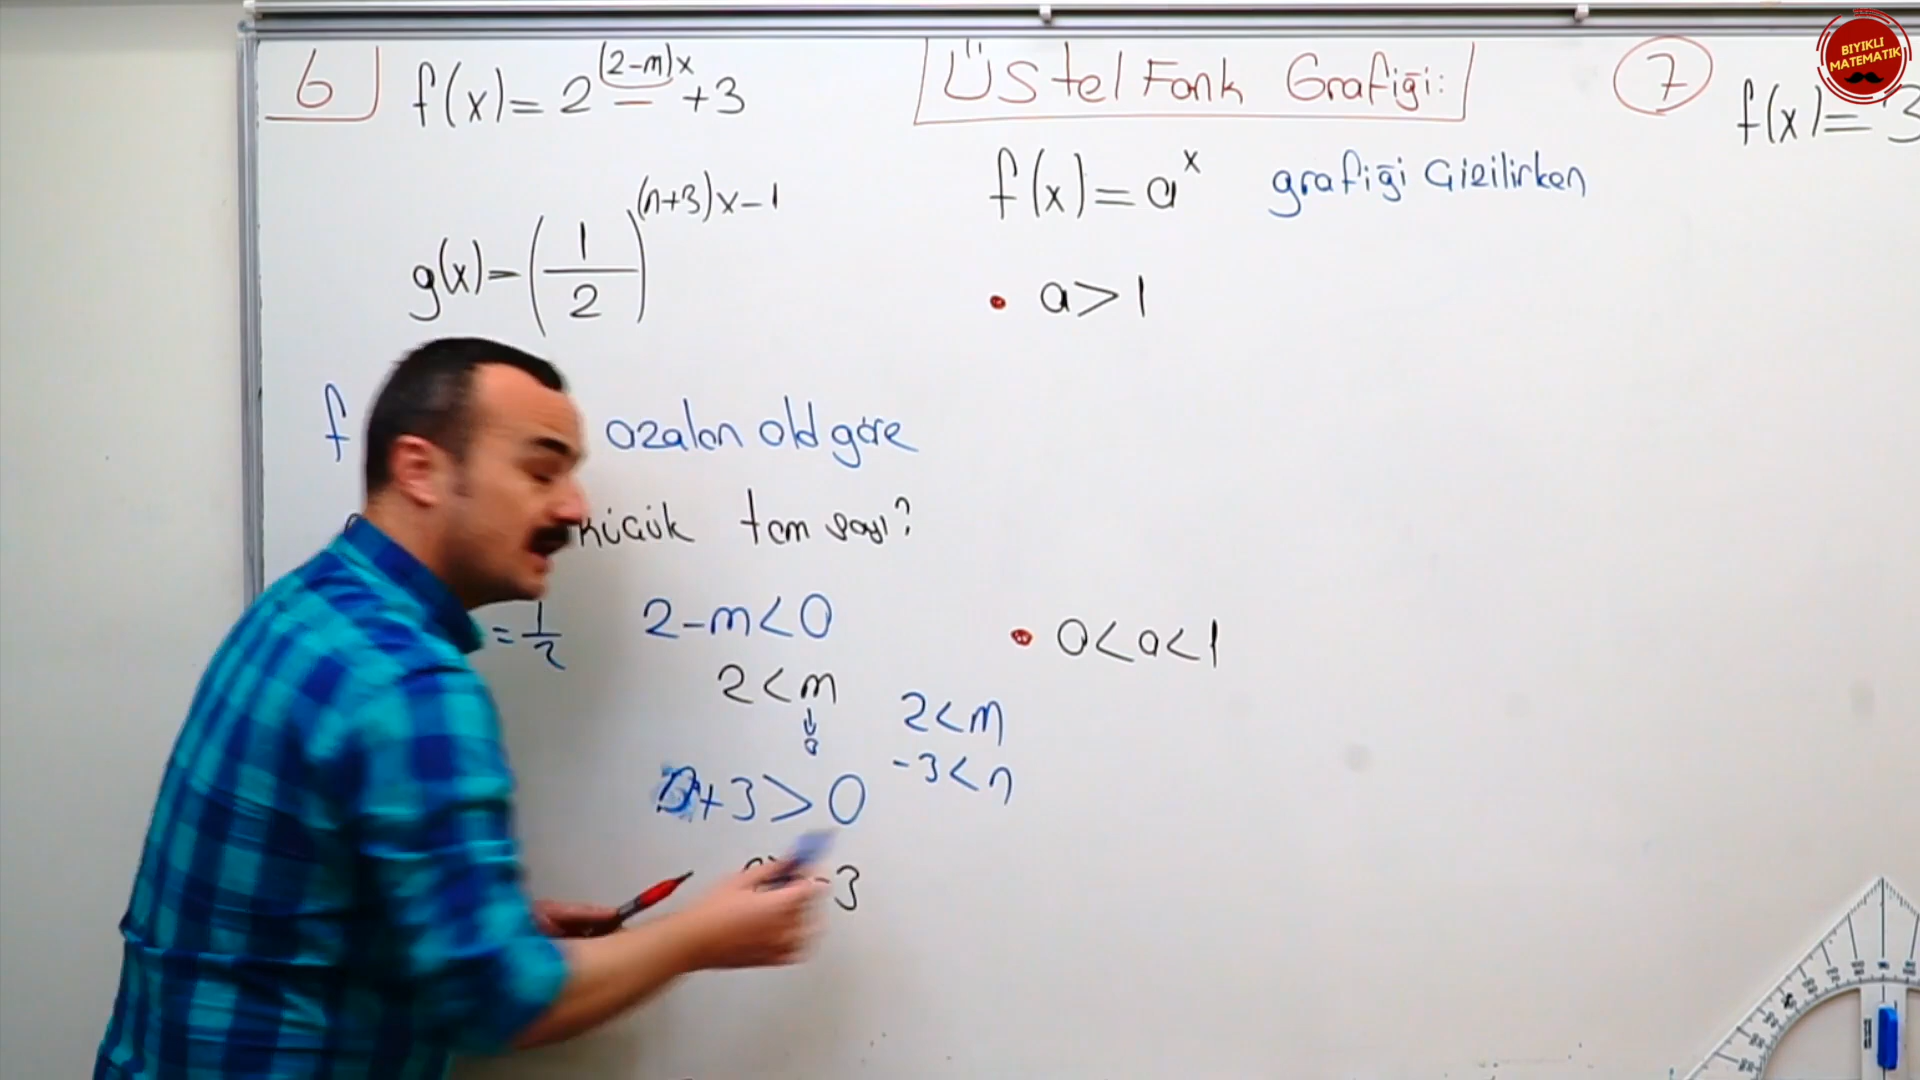 6
f(x)=2^(2-m)x +3
g(x)=(1/2)^(n+3)x-1
f azalan old göre
küçük tam sayı?
=1/2
2-m<0
2<m
n+3>0
-3
2<m
-3<n
Üstel Fonk Grafiği:
f(x)=a^x grafiği çizilirken
• a>1
• 0<a<1
7
f(x)=3
BIYIKLI
MATEMATİK